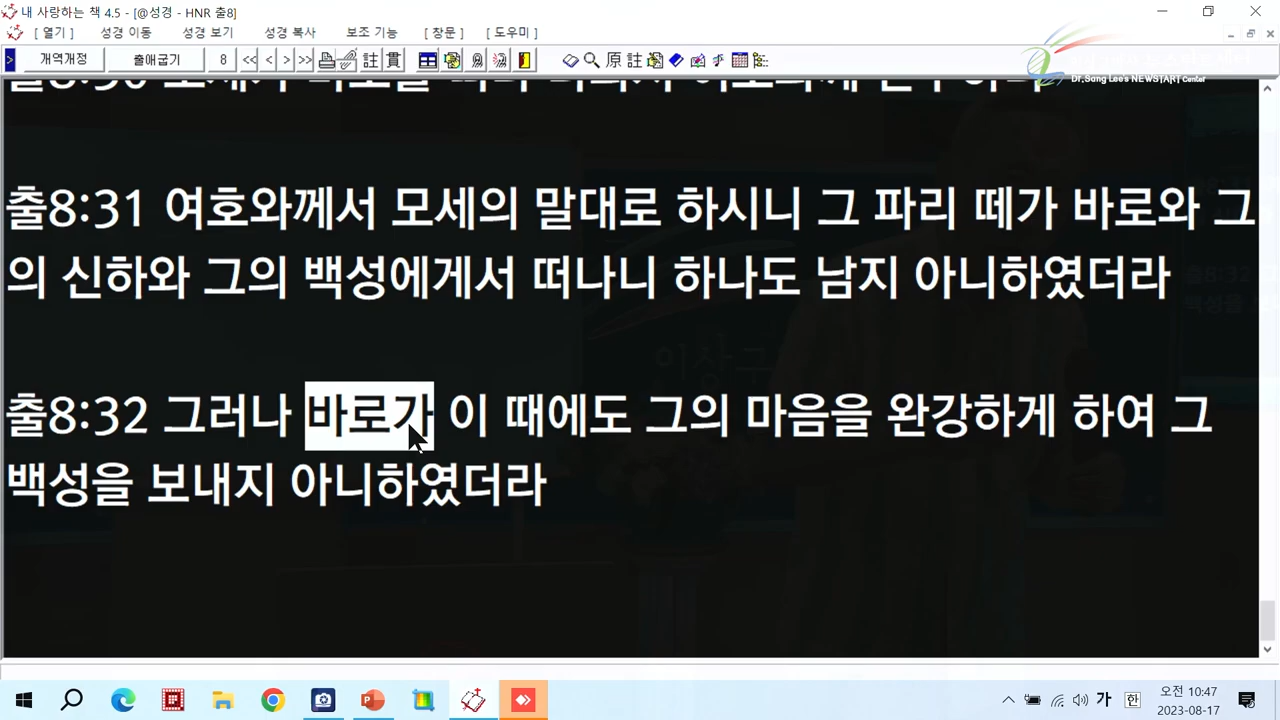 내 사랑하는 책 4.5 - [@성경 - HNR 출8]
[ 열기 ] 성경 이동 성경 보기 성경 복사 보조 기능 [ 창문 ] [ 도우미 ]
개역개정 출애굽기 8 << < > >> 註 貫 原 註
Dr.Sang Lee's NEWSTART Center
출8:31 여호와께서 모세의 말대로 하시니 그 파리 떼가 바로와 그
의 신하와 그의 백성에게서 떠나니 하나도 남지 아니하였더라
출8:32 그러나 바로가 이 때에도 그의 마음을 완강하게 하여 그
백성을 보내지 아니하였더라
가 한 오전 10:47
2023-08-17